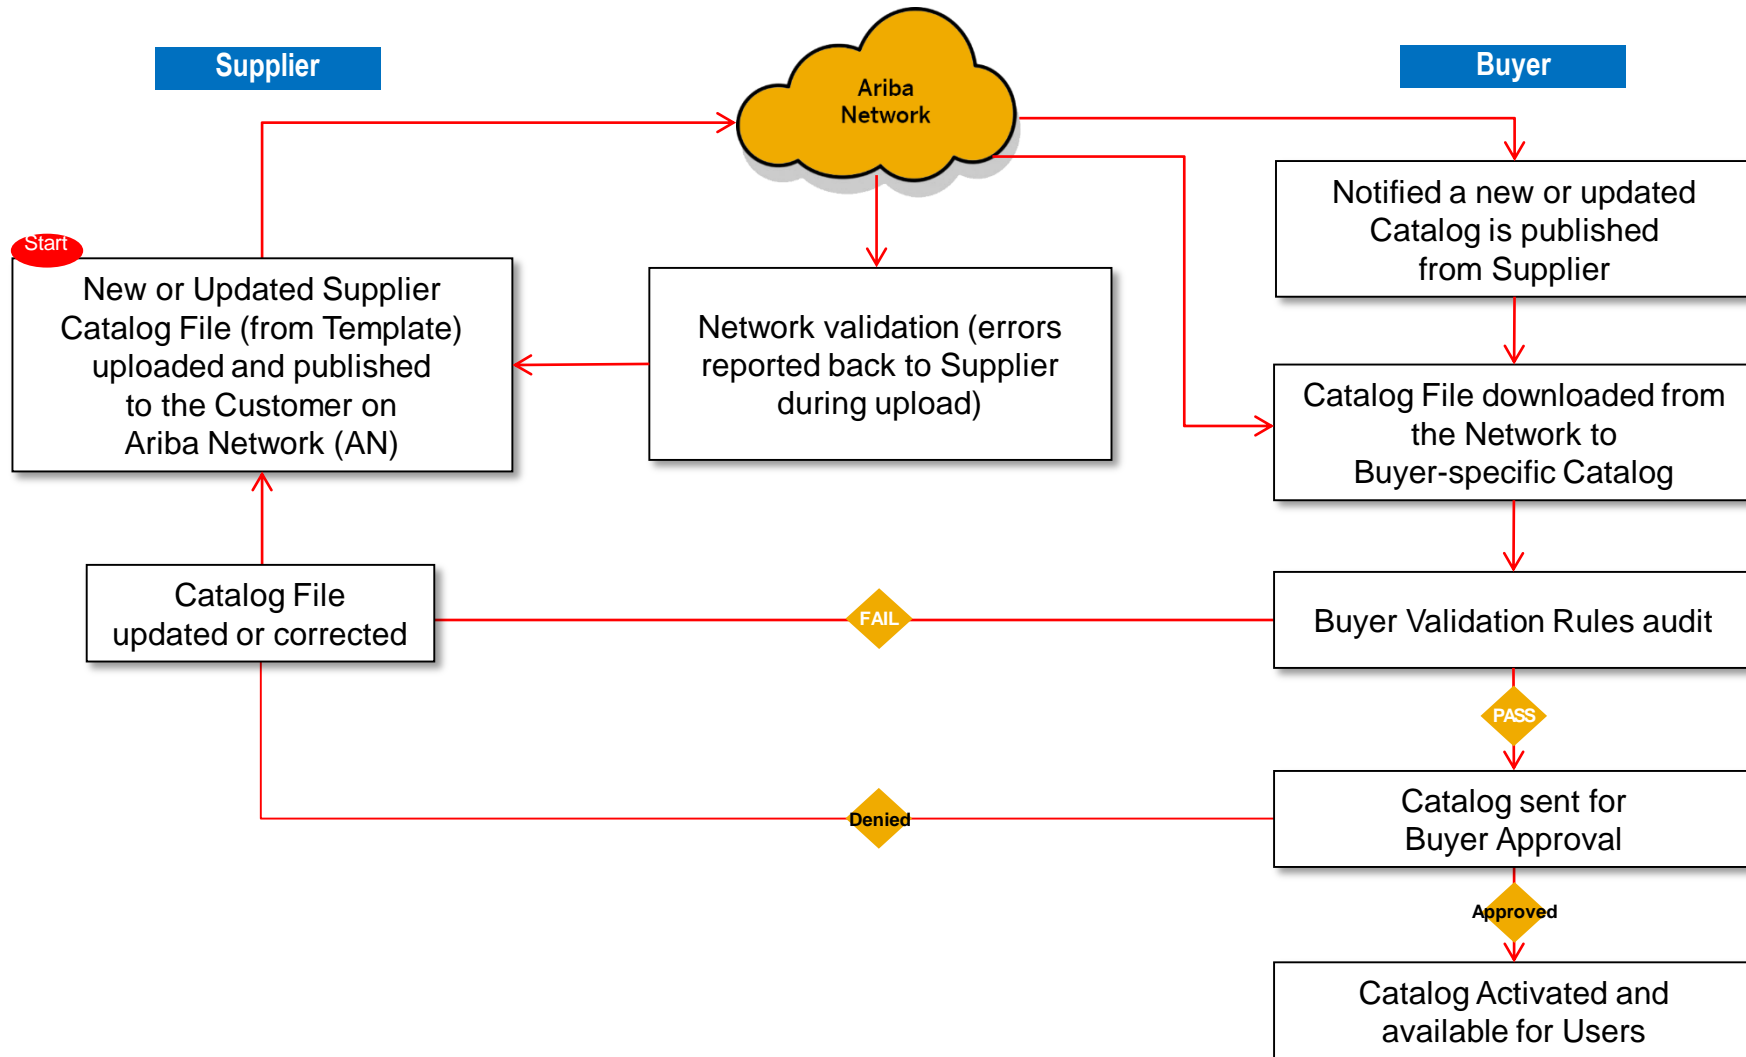 Supplier
Ariba
Network
Buyer
Start
New or Updated Supplier
Catalog File (from Template)
uploaded and published
to the Customer on
Ariba Network (AN)
Network validation (errors
reported back to Supplier
during upload)
Notified a new or updated
Catalog is published
from Supplier
Catalog File downloaded from
the Network to
Buyer-specific Catalog
Catalog File
updated or corrected
FAIL
Buyer Validation Rules audit
PASS
Denied
Catalog sent for
Buyer Approval
Approved
Catalog Activated and
available for Users